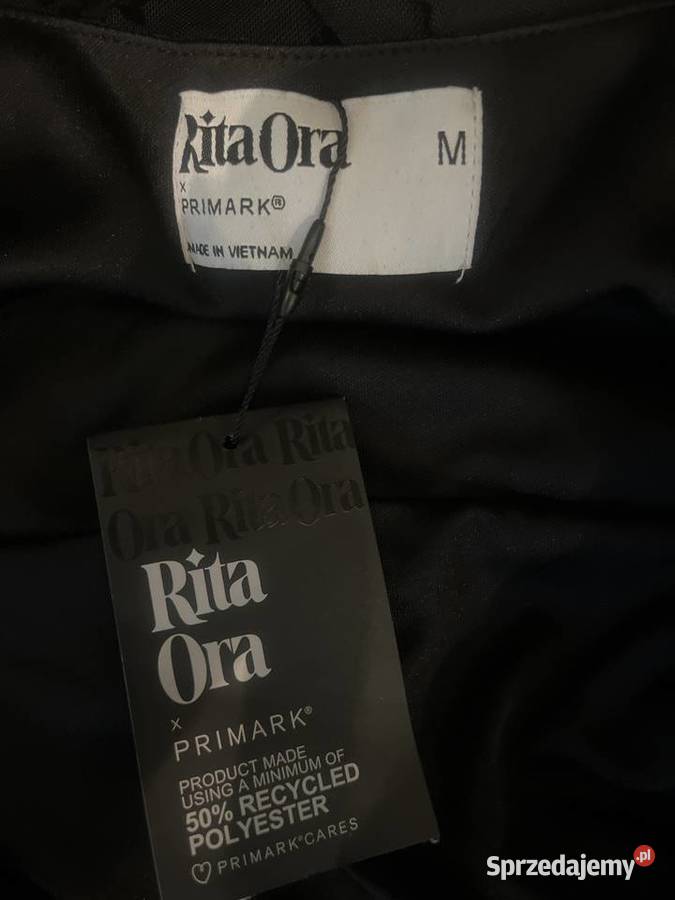 Rita Ora M
x
PRIMARK®
MADE IN VIETNAM
Rita Ora Rita
Ora Rita Ora
Rita
Ora
x
PRIMARK®
PRODUCT MADE
USING A MINIMUM OF
50% RECYCLED
POLYESTER
PRIMARK®CARES
Sprzedajemy.pl